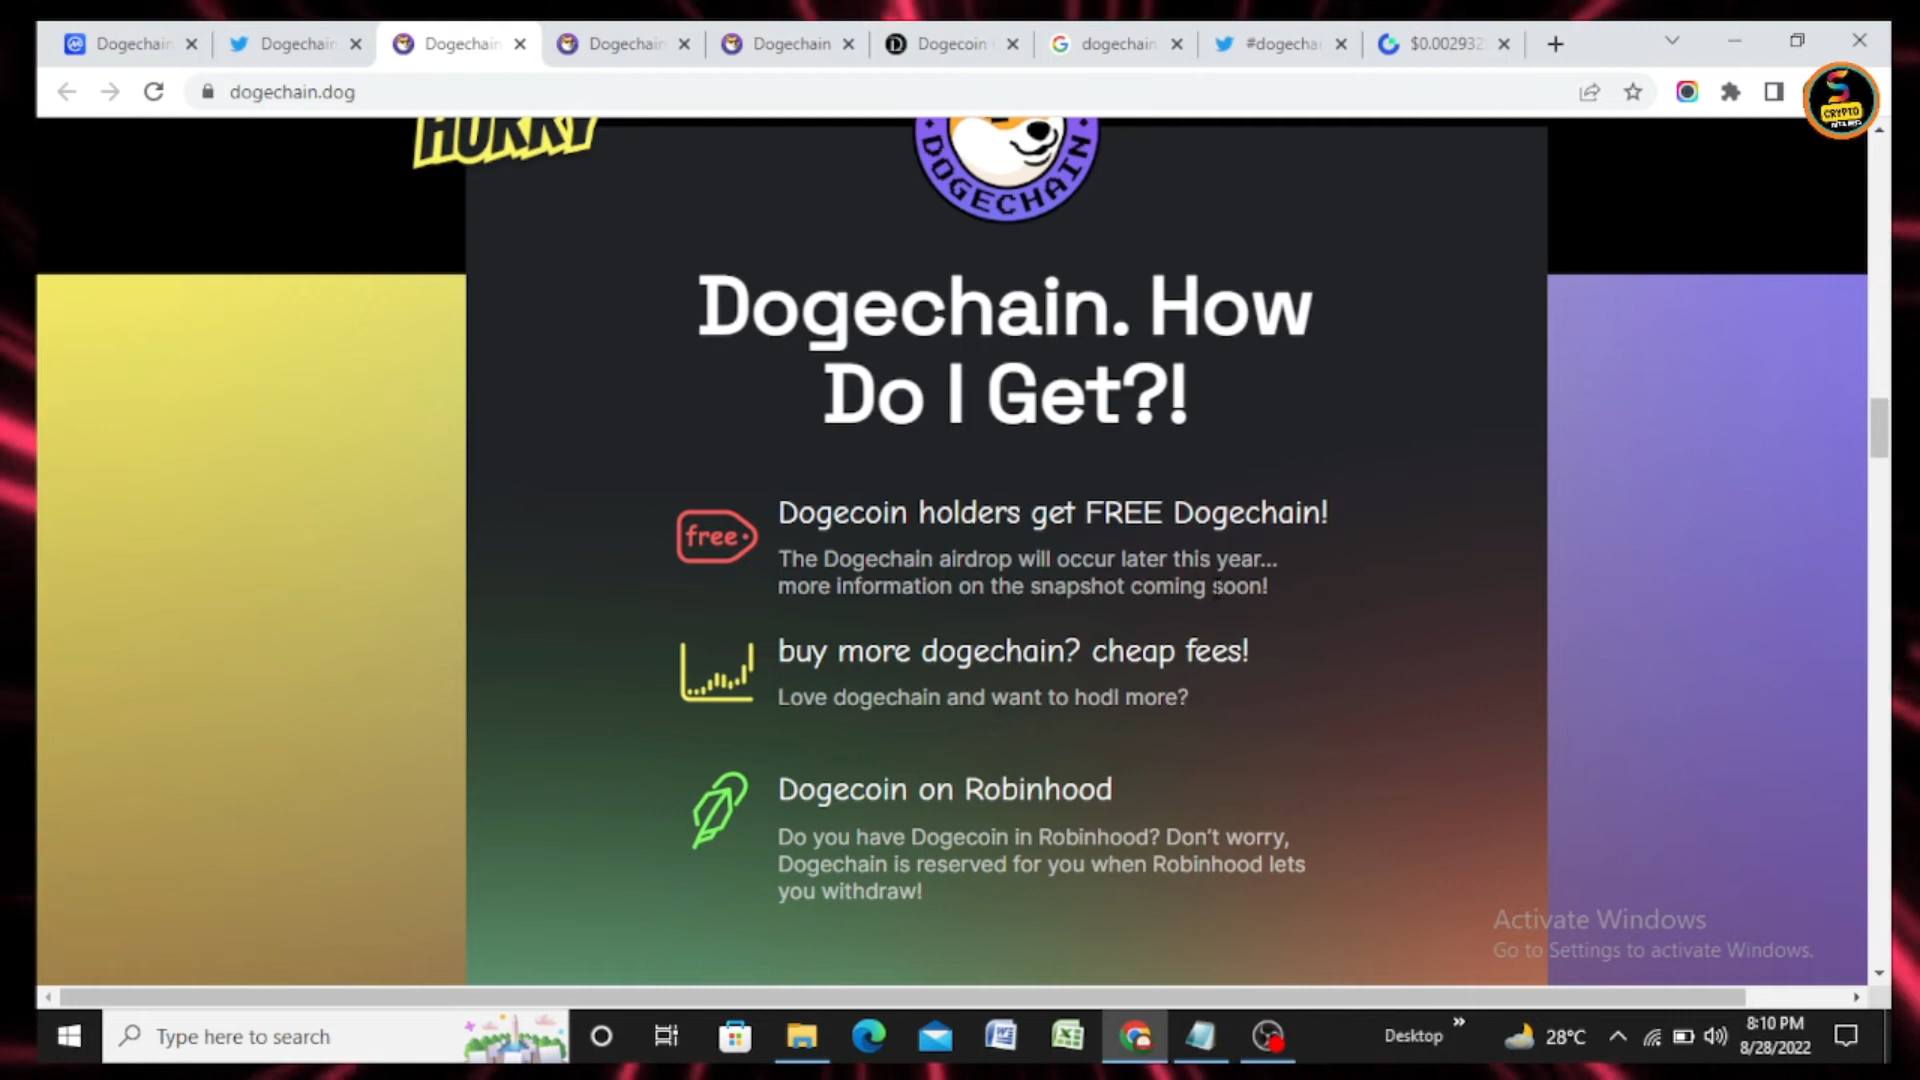 Dogechain
Dogechain
Dogechain
Dogechain
Dogechain
Dogecoin
dogechain
#dogecha
$0.002932
dogechain.dog
CRYPTO
HURRY
DOGECHAIN
Dogechain. How
Do I Get?!
free
Dogecoin holders get FREE Dogechain!
The Dogechain airdrop will occur later this year...
more information on the snapshot coming soon!
buy more dogechain? cheap fees!
Love dogechain and want to hodl more?
Dogecoin on Robinhood
Do you have Dogecoin in Robinhood? Don't worry,
Dogechain is reserved for you when Robinhood lets
you withdraw!
Activate Windows
Go to Settings to activate Windows.
Type here to search
Desktop
28°C
8:10 PM
8/28/2022